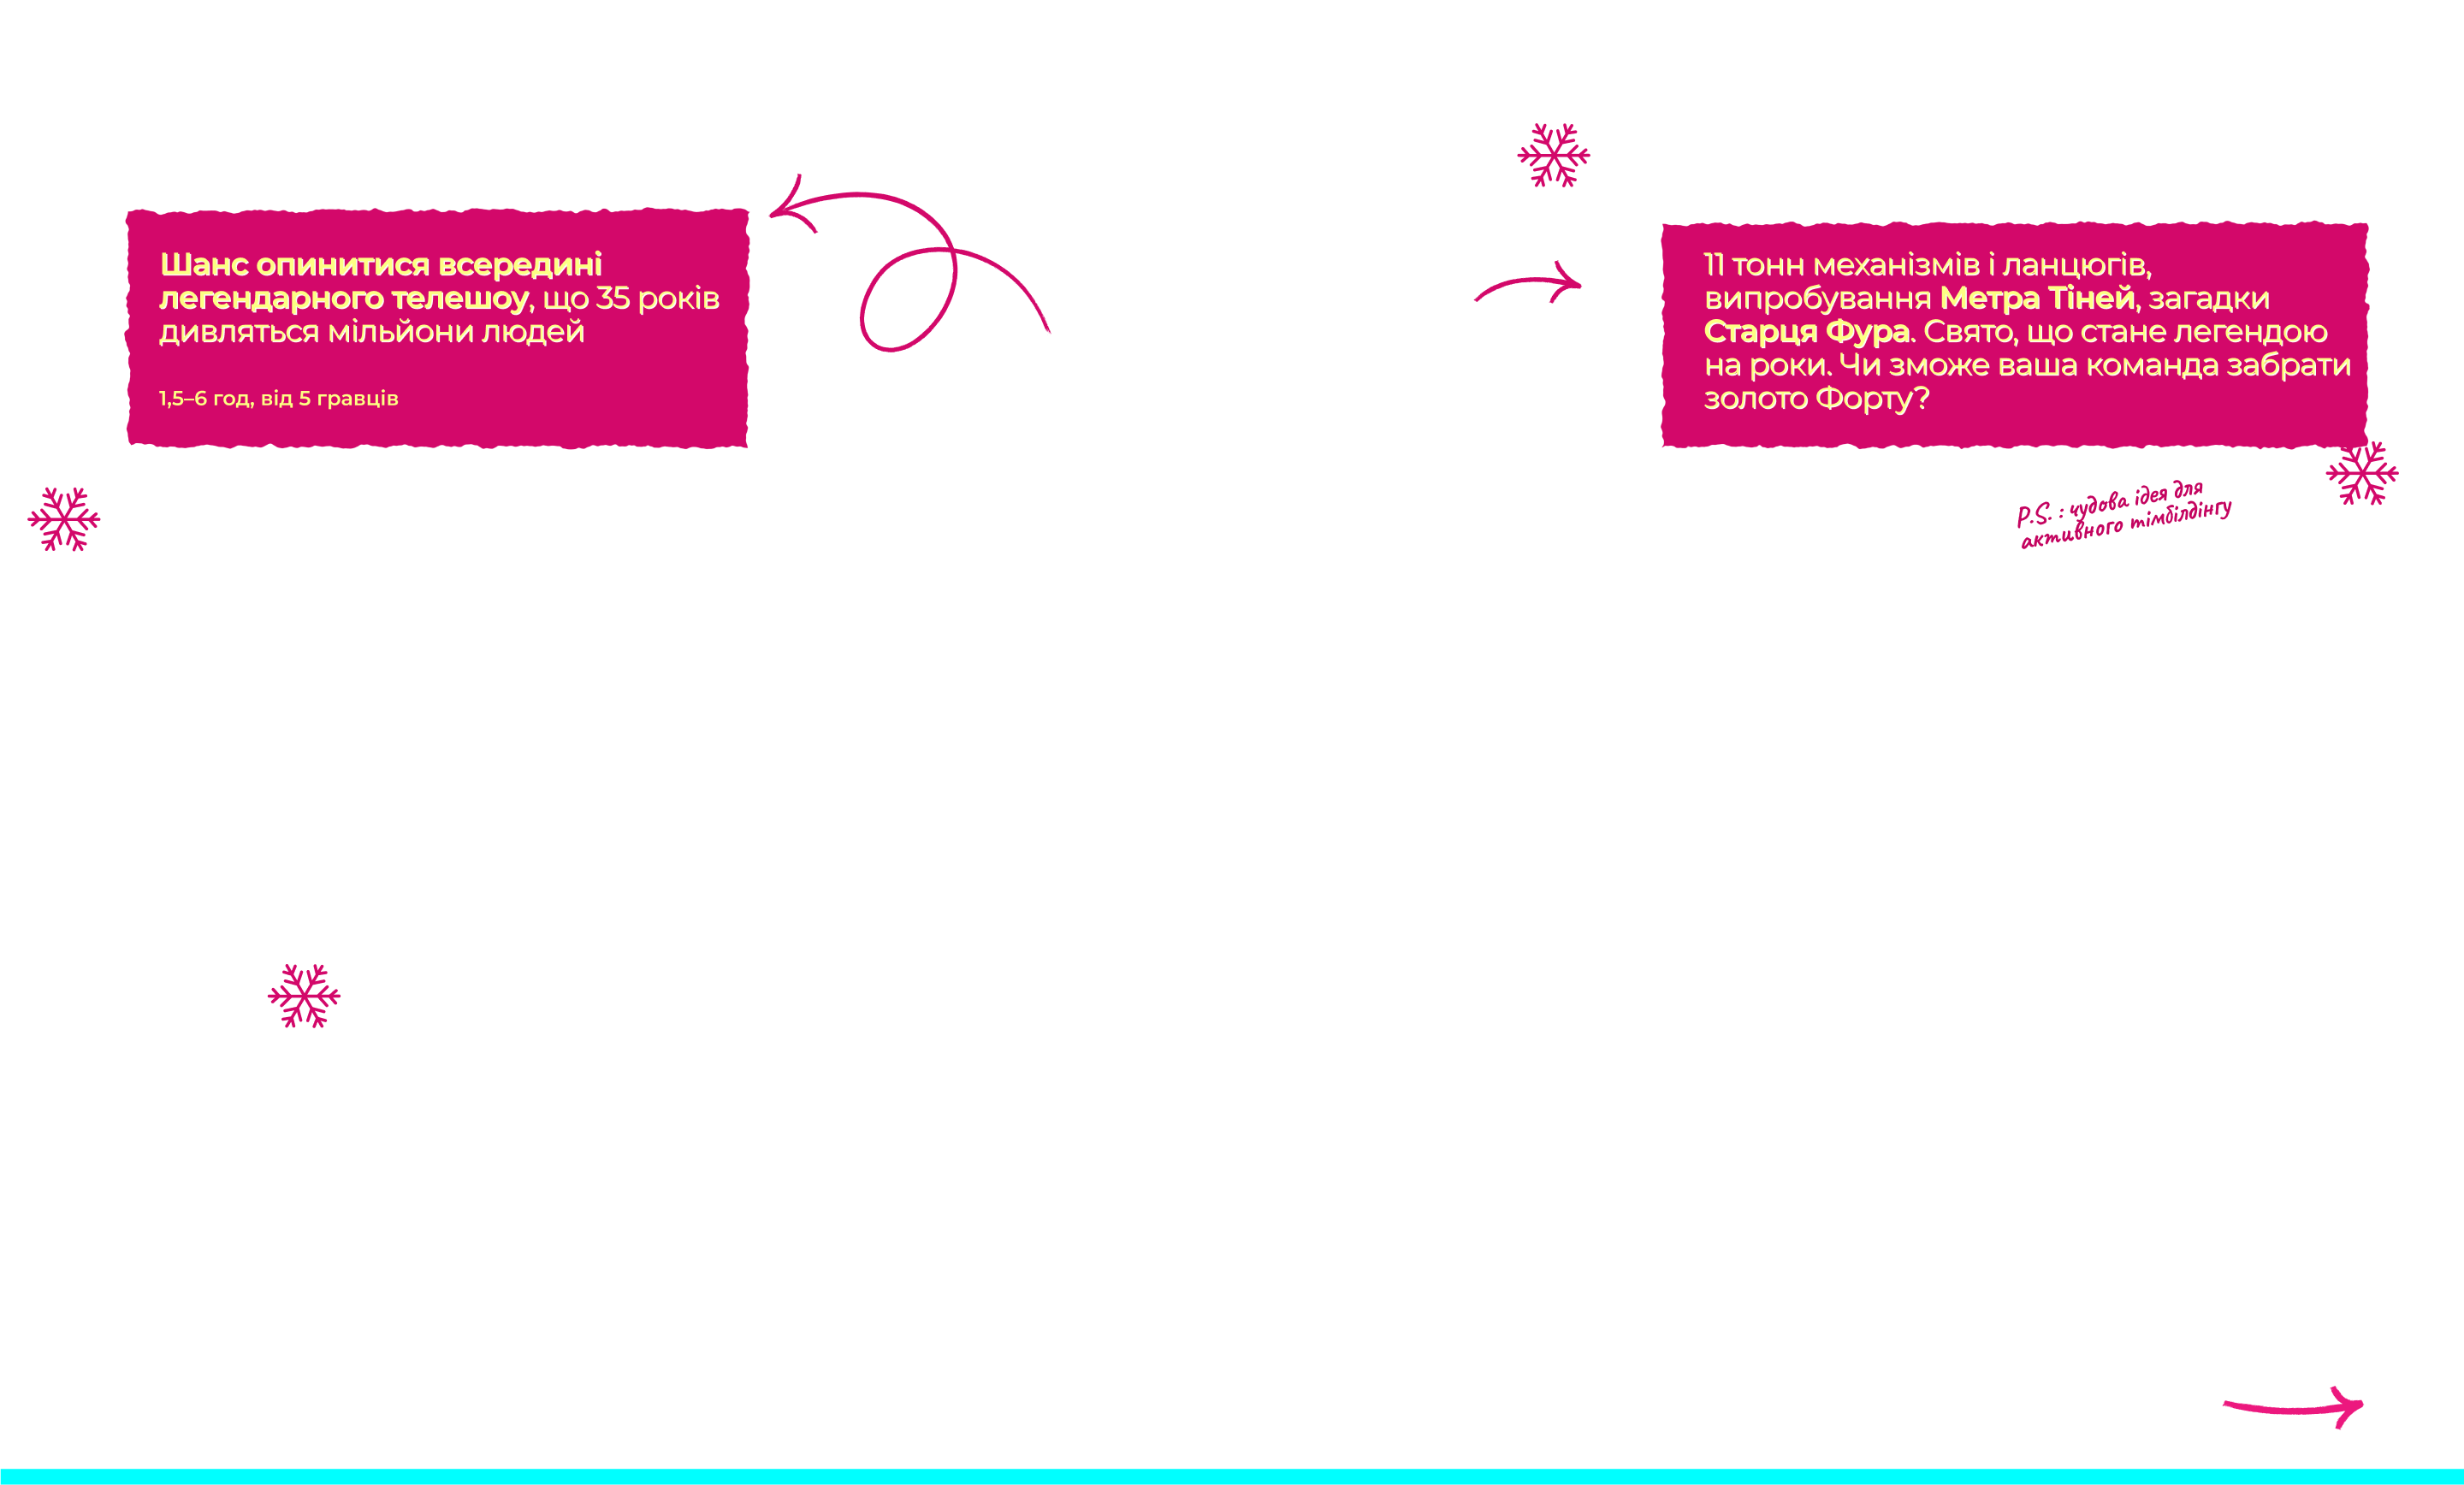 Шанс опинитися всередині
легендарного телешоу, що 35 років
дивляться мільйони людей
1,5–6 год, від 5 гравців
11 тонн механізмів і ланцюгів,
випробування Метра Тіней, загадки
Старця Фура. Свято, що стане легендою
на роки. Чи зможе ваша команда забрати
золото Форту?
P.S. : чудова ідея для
активного тімбілдінгу